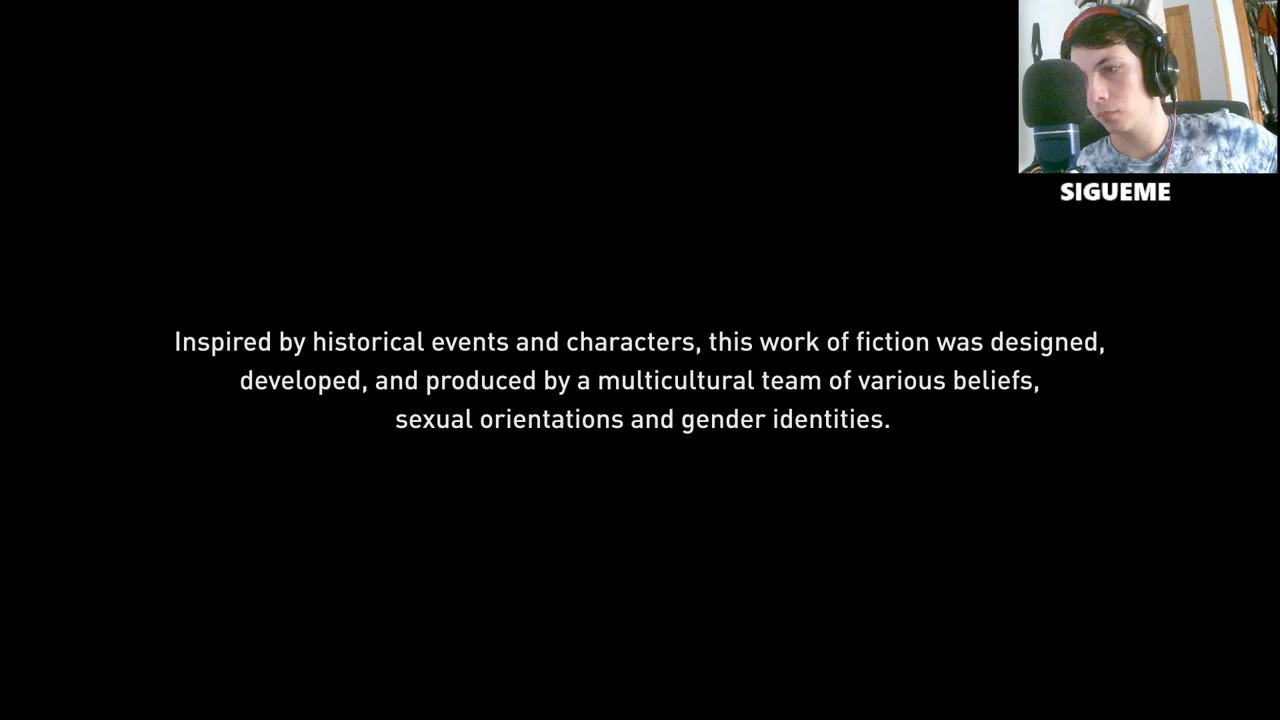 SIGUEME
Inspired by historical events and characters, this work of fiction was designed,
developed, and produced by a multicultural team of various beliefs,
sexual orientations and gender identities.